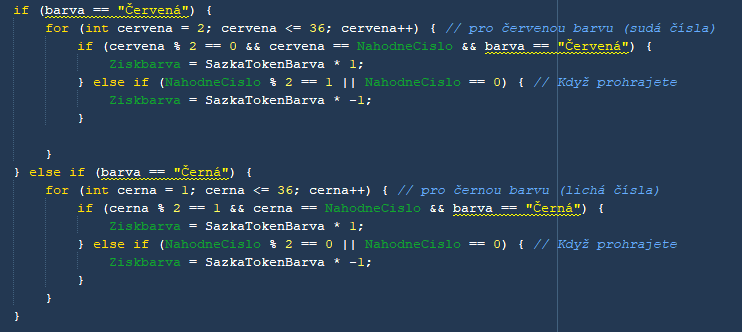 if (barva == "Červená") {
for (int cervena = 2; cervena <= 36; cervena++) { // pro červenou barvu (sudá čísla)
if (cervena % 2 == 0 && cervena == NahodneCislo && barva == "Červená") {
Ziskbarva = SazkaTokenBarva * 1;
} else if (NahodneCislo % 2 == 1 || NahodneCislo == 0) { // Když prohrajete
Ziskbarva = SazkaTokenBarva * -1;
}
}
} else if (barva == "Černá") {
for (int cerna = 1; cerna <= 36; cerna++) { // pro černou barvu (lichá čísla)
if (cerna % 2 == 1 && cerna == NahodneCislo && barva == "Černá") {
Ziskbarva = SazkaTokenBarva * 1;
} else if (NahodneCislo % 2 == 0 || NahodneCislo == 0) { // Když prohrajete
Ziskbarva = SazkaTokenBarva * -1;
}
}
}